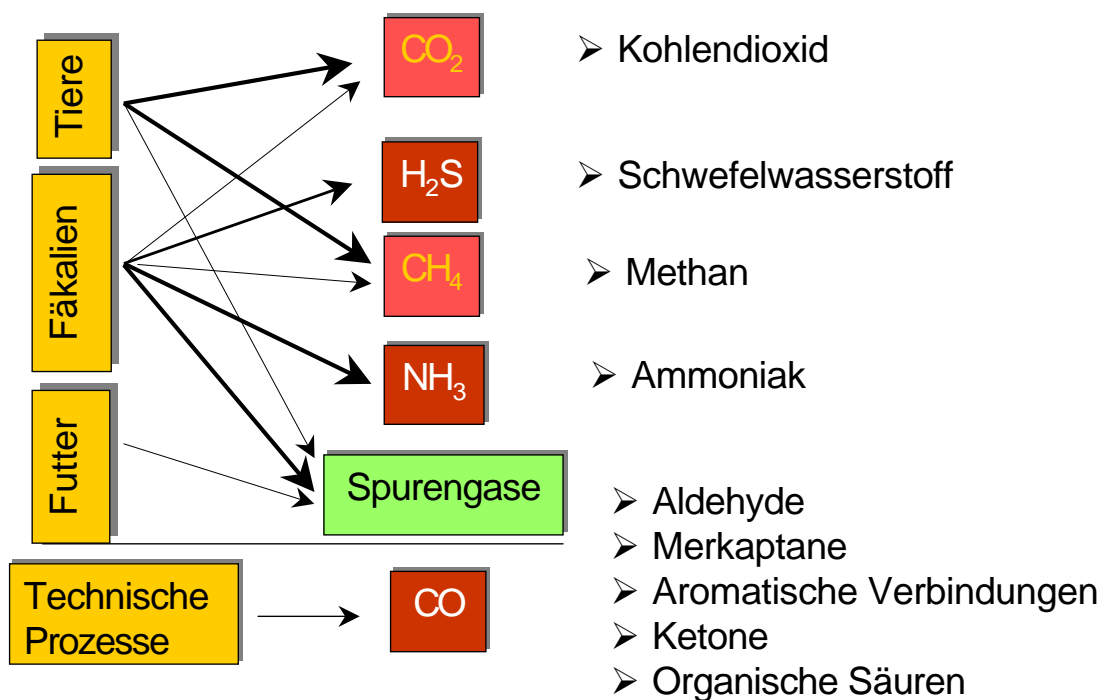 Tiere
CO₂
➢ Kohlendioxid
Fäkalien
H₂S
➢ Schwefelwasserstoff
CH₄
➢ Methan
NH₃
➢ Ammoniak
Futter
Spurengase
➢ Aldehyde
➢ Merkaptane
➢ Aromatische Verbindungen
➢ Ketone
➢ Organische Säuren
Technische
Prozesse
CO